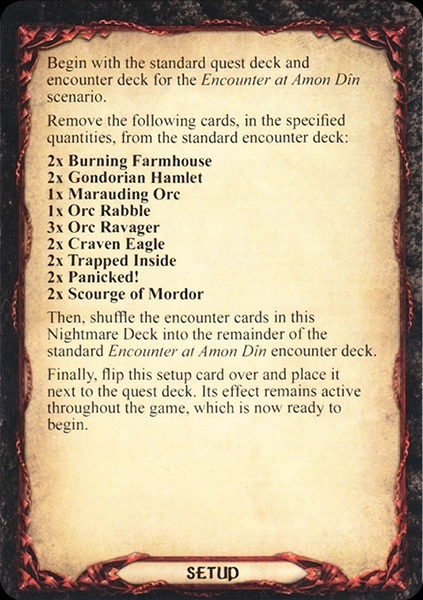 Begin with the standard quest deck and
encounter deck for the Encounter at Amon Dîn
scenario.
Remove the following cards, in the specified
quantities, from the standard encounter deck:
2x Burning Farmhouse
2x Gondorian Hamlet
1x Marauding Orc
1x Orc Rabble
3x Orc Ravager
2x Craven Eagle
2x Trapped Inside
2x Panicked!
2x Scourge of Mordor
Then, shuffle the encounter cards in this
Nightmare Deck into the remainder of the
standard Encounter at Amon Dîn encounter deck.
Finally, flip this setup card over and place it
next to the quest deck. Its effect remains active
throughout the game, which is now ready to
begin.
SETUP